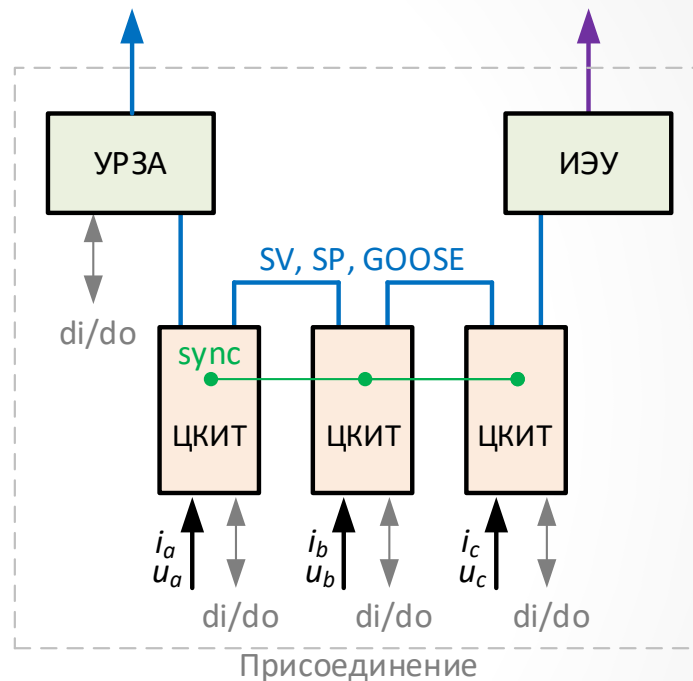 УРЗА
ИЭУ
SV, SP, GOOSE
di/do
sync
ЦКИТ
ЦКИТ
ЦКИТ
ia
ua
ib
ub
ic
uc
di/do
di/do
di/do
Присоединение